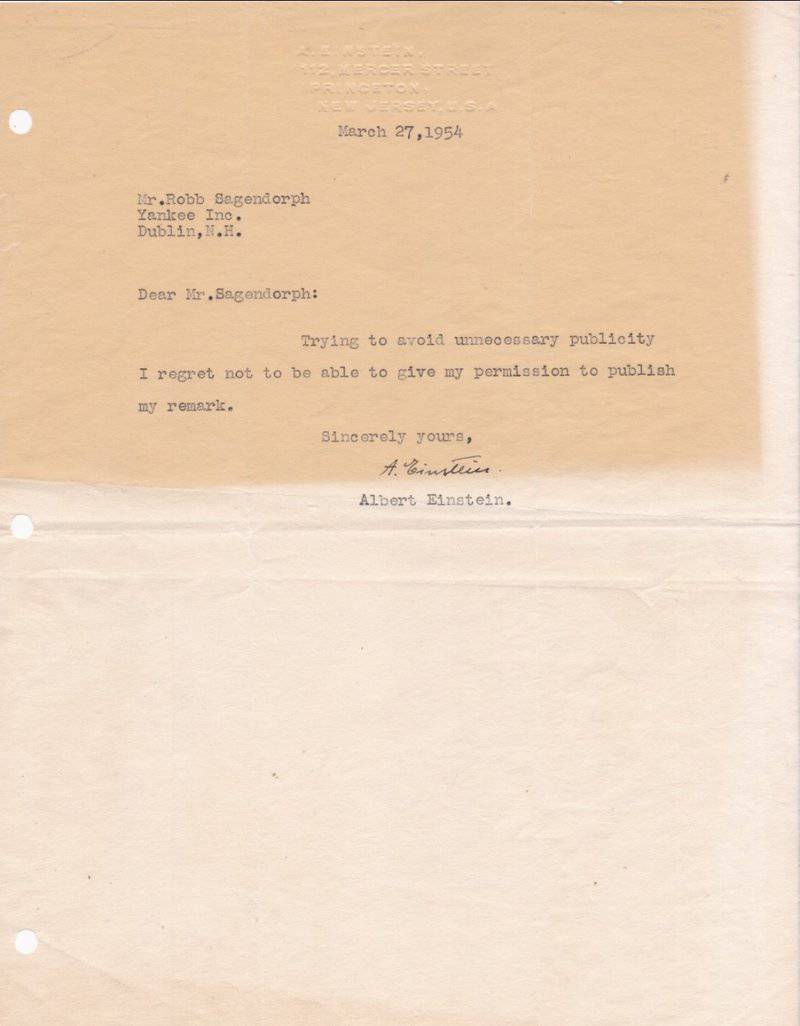 A. EINSTEIN.
112, MERCER STREET
PRINCETON,
NEW JERSEY, U.S.A
March 27,1954
Mr.Robb Sagendorph
Yankee Inc.
Dublin,N.H.
Dear Mr.Sagendorph:
Trying to avoid unnecessary publicity
I regret not to be able to give my permission to publish
my remark.
Sincerely yours,
A. Einstein.
Albert Einstein.